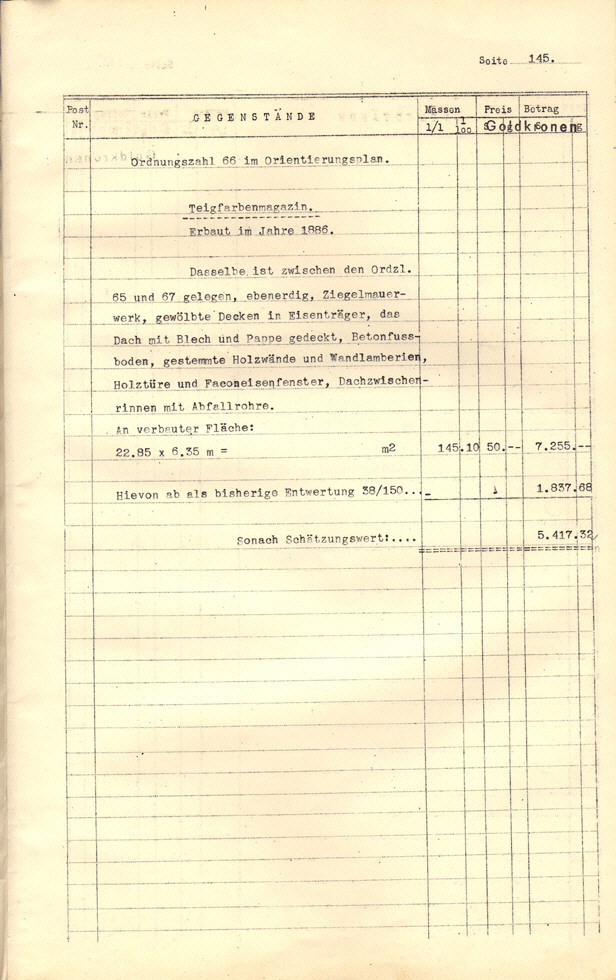 Seite 145.
Post Nr. GEGENSTÄNDE Massen 1/1 1/100 Preis Betrag Goldkronen
Ordnungszahl 66 im Orientierungsplan.
Teigfarbenmagazin.
Erbaut im Jahre 1886.
Dasselbe ist zwischen den Ordzl.
65 und 67 gelegen, ebenerdig, Ziegelmauer-
werk, gewölbte Decken in Eisenträger, das
Dach mit Blech und Pappe gedeckt, Betonfuss-
boden, gestemmte Holzwände und Wandlamberien,
Holztüre und Faconeisenfenster, Dachzwischen-
rinnen mit Abfallrohre.
An verbauter Fläche:
22.85 x 6.35 m = m2 145.10 50.-- 7.255.--
Hievon ab als bisherige Entwertung 38/150... 1.837.68
Sonach Schätzungswert:.... 5.417.32